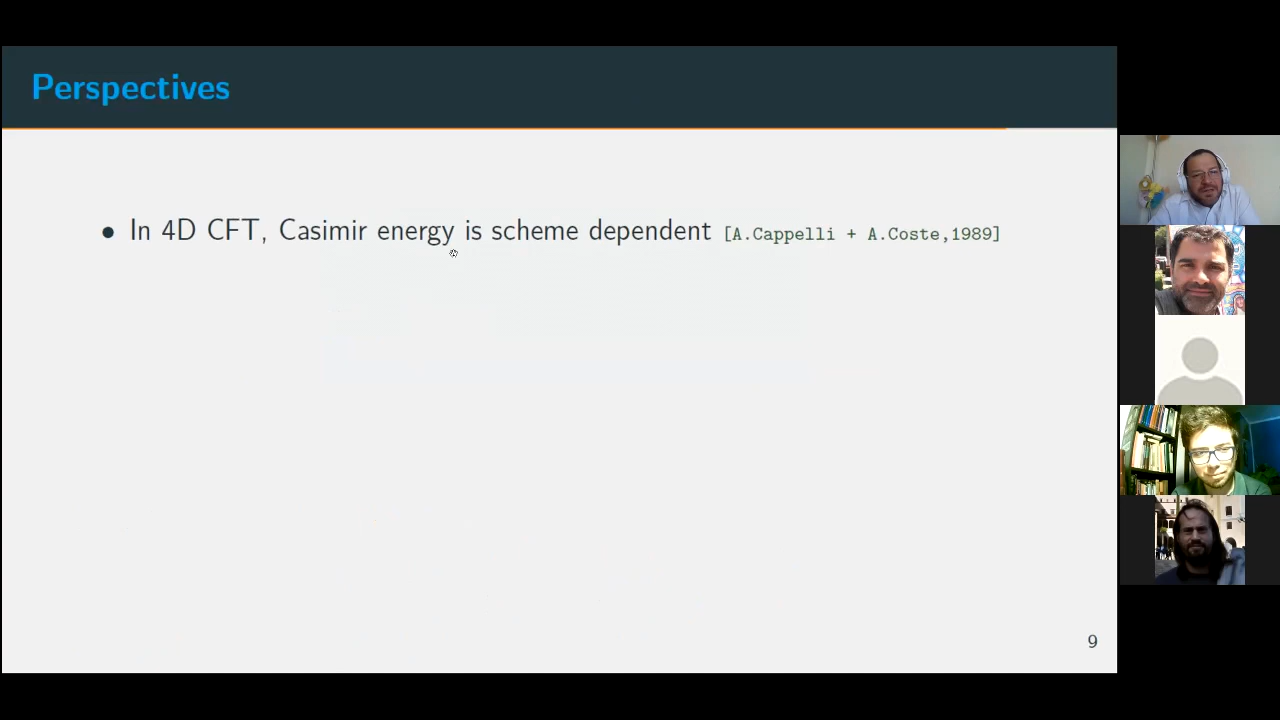 Perspectives
• In 4D CFT, Casimir energy is scheme dependent [A.Cappelli + A.Coste,1989]
9